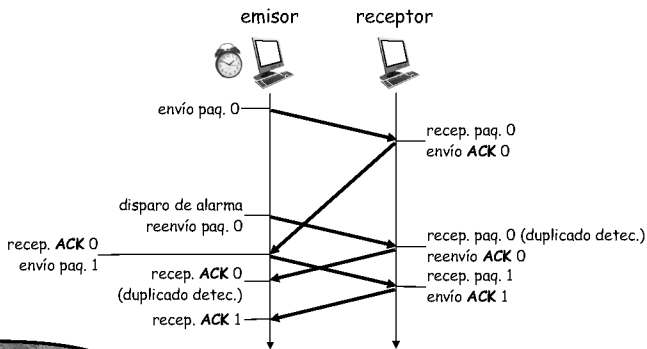 emisor
receptor
envío paq. 0
recep. paq. 0
envío ACK 0
disparo de alarma
reenvío paq. 0
recep. paq. 0 (duplicado detec.)
reenvío ACK 0
recep. ACK 0
envío paq. 1
recep. ACK 0
(duplicado detec.)
recep. paq. 1
envío ACK 1
recep. ACK 1